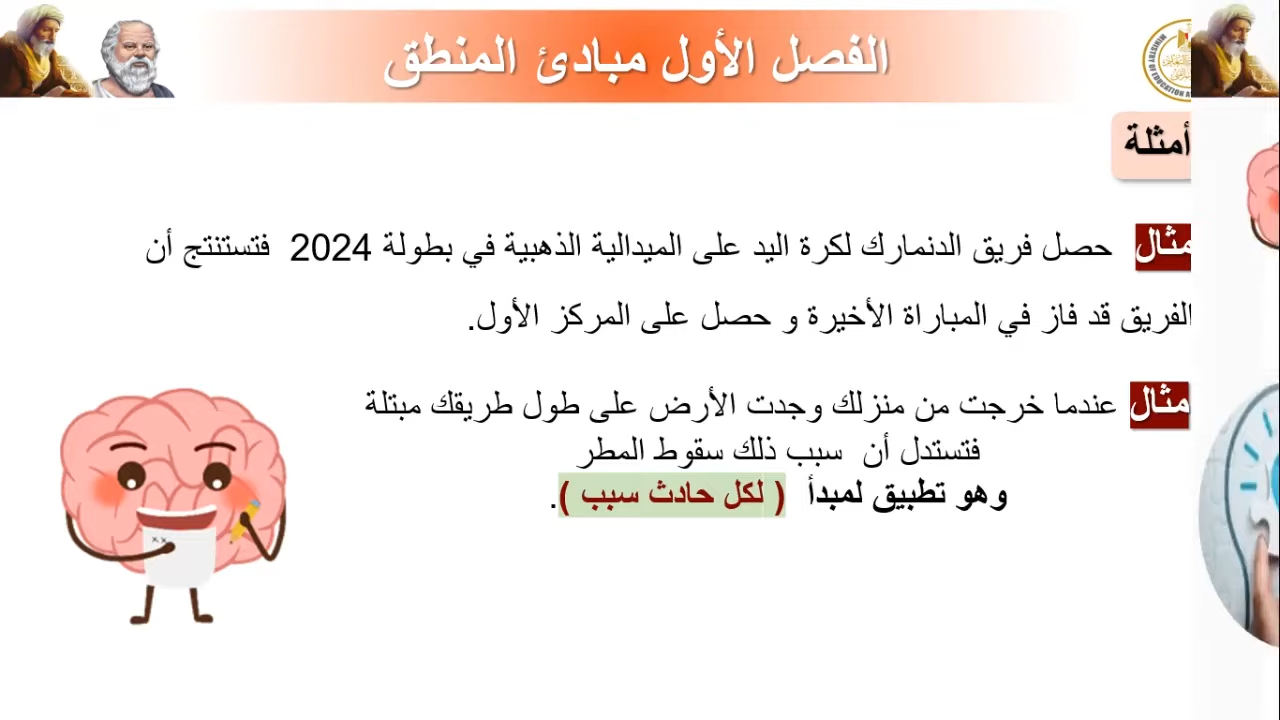 الفصل الأول مبادئ المنطق
أمثلة
مثال حصل فريق الدنمارك لكرة اليد على الميدالية الذهبية في بطولة 2024 فتستنتج أن
الفريق قد فاز في المباراة الأخيرة و حصل على المركز الأول.
مثال عندما خرجت من منزلك وجدت الأرض على طول طريقك مبتلة
فتستدل أن سبب ذلك سقوط المطر
وهو تطبيق لمبدأ ( لكل حادث سبب ).